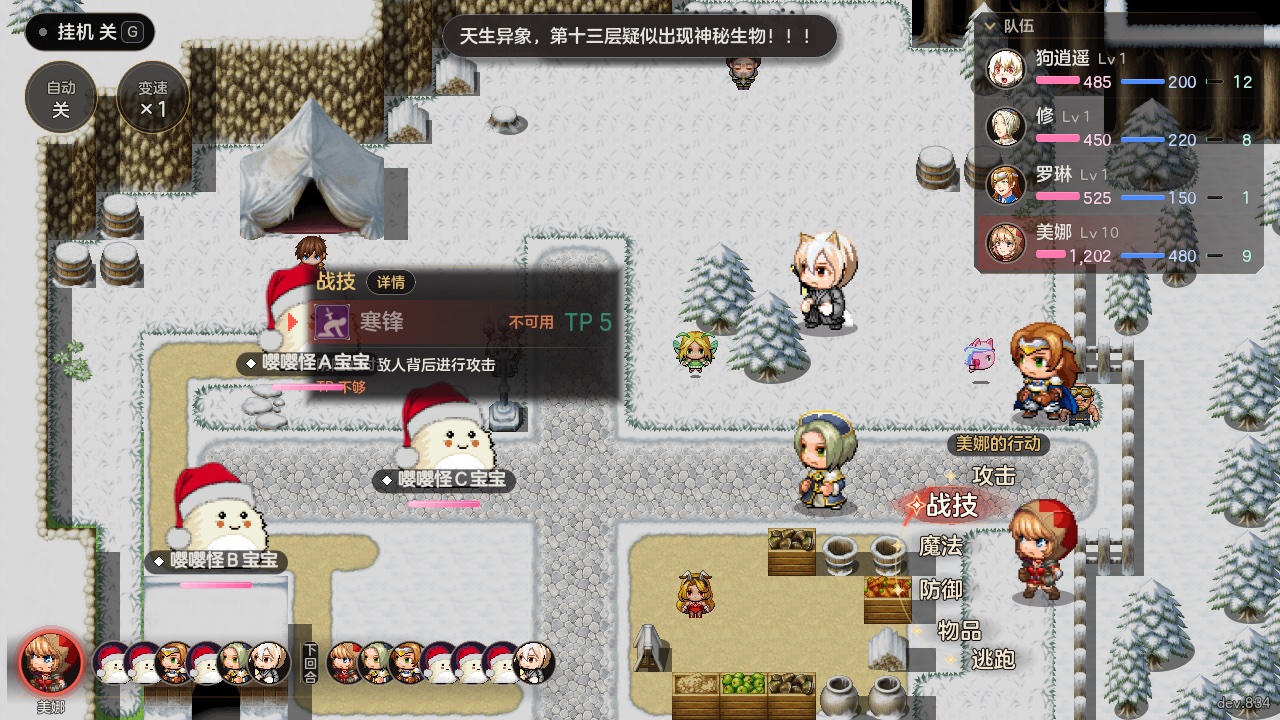 挂机 关 G
天生异象，第十三层疑似出现神秘生物！！！
队伍
自动
关
变速
×1
狗逍遥 Lv 1
485 200 12
修 Lv 1
450 220 8
罗琳 Lv 1
525 150 1
美娜 Lv 10
1,202 480 9
战技 详情
寒锋 不可用 TP 5
嘤嘤怪A宝宝
敌人背后进行攻击
TP 不够
嘤嘤怪C宝宝
嘤嘤怪B宝宝
美娜的行动
攻击
战技
魔法
防御
物品
逃跑
下回合
美娜
dev.834